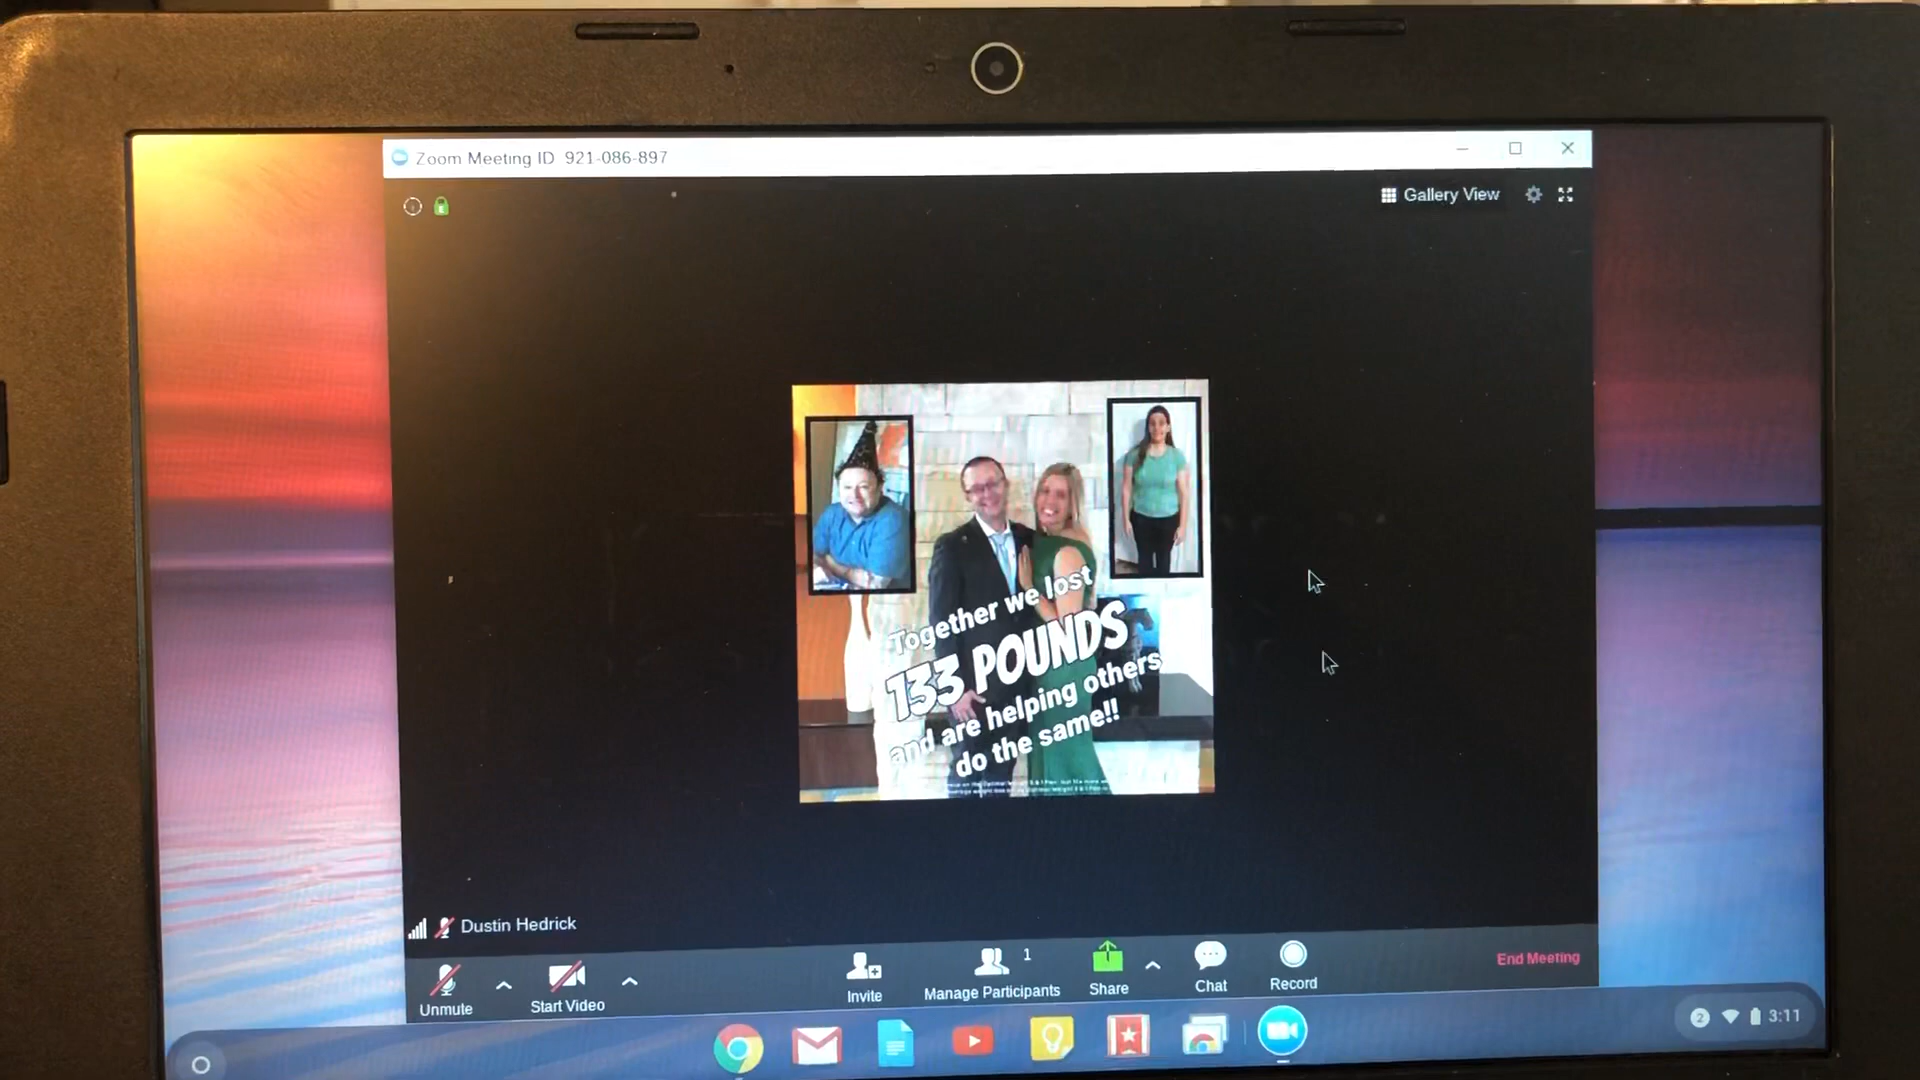 Zoom Meeting ID 921-086-897
Gallery View
Together we lost
133 POUNDS
and are helping others
do the same!!
Dustin Hedrick
Unmute
Start Video
Invite
Manage Participants
1
Share
Chat
Record
End Meeting
2
3:11